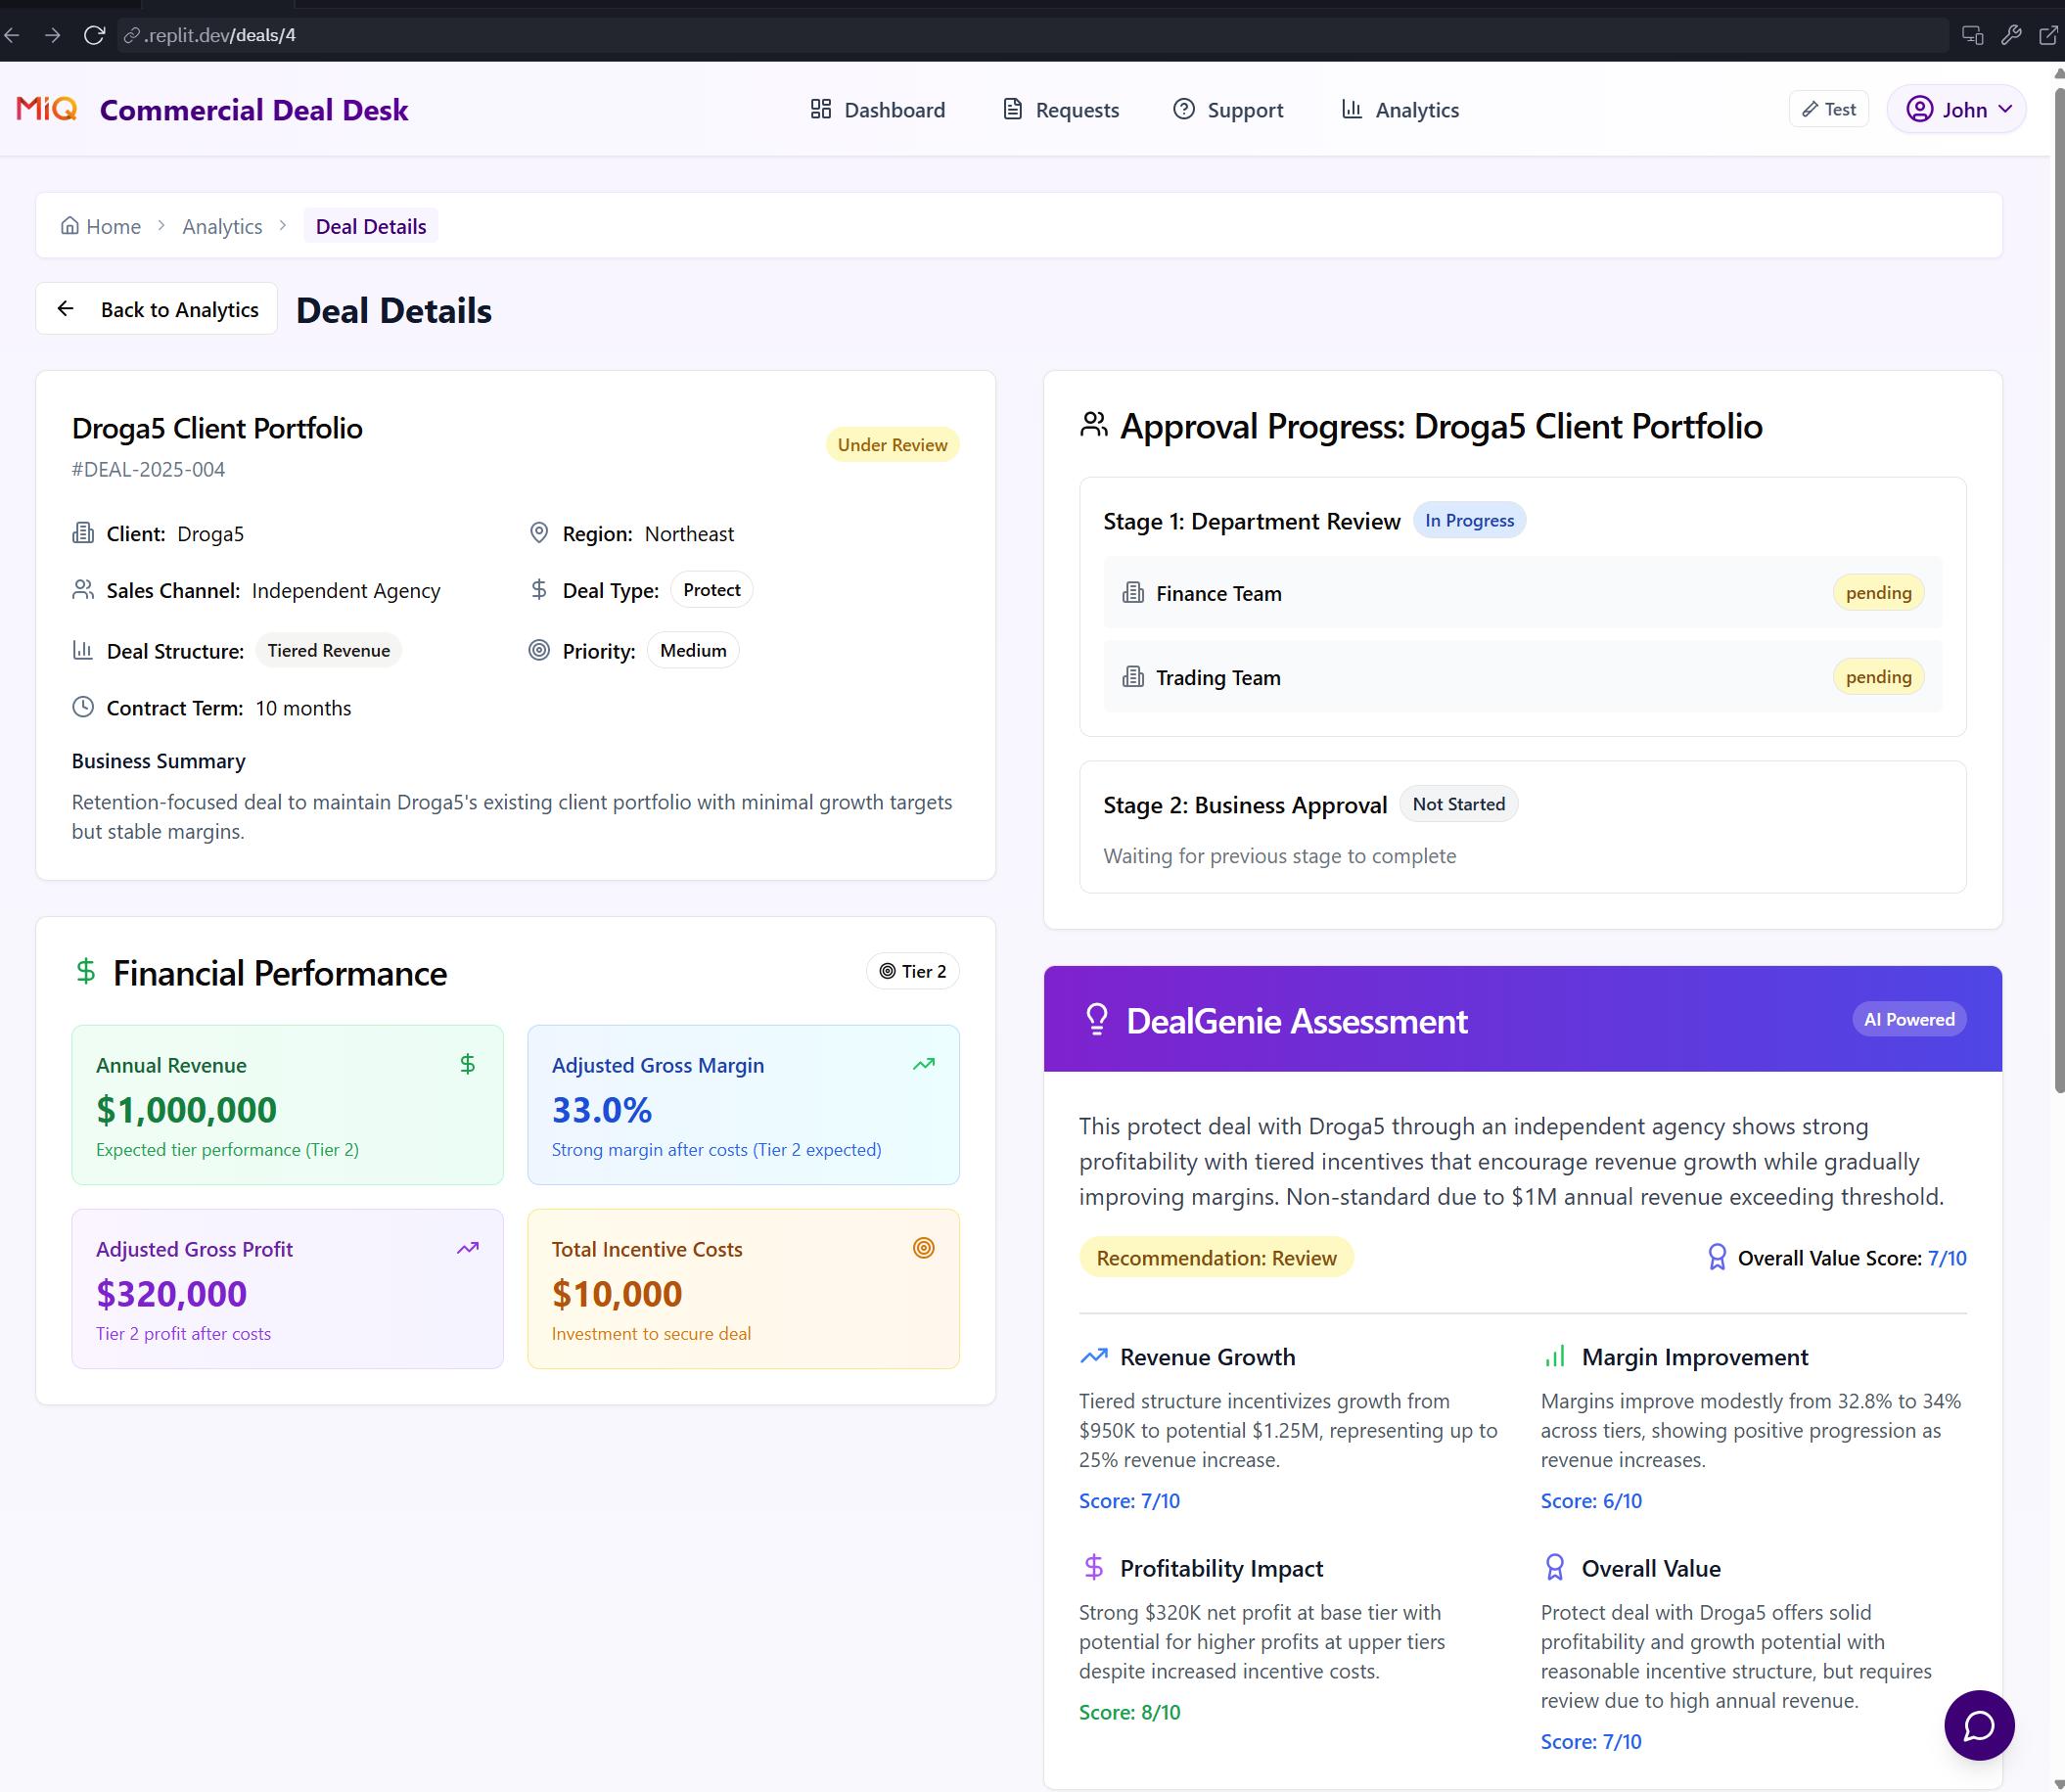 .replit.dev/deals/4
MiQ Commercial Deal Desk
Dashboard
Requests
Support
Analytics
Test
John
Home
Analytics
Deal Details
Back to Analytics
Deal Details
Droga5 Client Portfolio
#DEAL-2025-004
Under Review
Client: Droga5
Region: Northeast
Sales Channel: Independent Agency
Deal Type: Protect
Deal Structure: Tiered Revenue
Priority: Medium
Contract Term: 10 months
Business Summary
Retention-focused deal to maintain Droga5's existing client portfolio with minimal growth targets
but stable margins.
Financial Performance
Tier 2
Annual Revenue
$1,000,000
Expected tier performance (Tier 2)
Adjusted Gross Margin
33.0%
Strong margin after costs (Tier 2 expected)
Adjusted Gross Profit
$320,000
Tier 2 profit after costs
Total Incentive Costs
$10,000
Investment to secure deal
Approval Progress: Droga5 Client Portfolio
Stage 1: Department Review
In Progress
Finance Team
pending
Trading Team
pending
Stage 2: Business Approval
Not Started
Waiting for previous stage to complete
DealGenie Assessment
AI Powered
This protect deal with Droga5 through an independent agency shows strong
profitability with tiered incentives that encourage revenue growth while gradually
improving margins. Non-standard due to $1M annual revenue exceeding threshold.
Recommendation: Review
Overall Value Score: 7/10
Revenue Growth
Tiered structure incentivizes growth from
$950K to potential $1.25M, representing up to
25% revenue increase.
Score: 7/10
Margin Improvement
Margins improve modestly from 32.8% to 34%
across tiers, showing positive progression as
revenue increases.
Score: 6/10
Profitability Impact
Strong $320K net profit at base tier with
potential for higher profits at upper tiers
despite increased incentive costs.
Score: 8/10
Overall Value
Protect deal with Droga5 offers solid
profitability and growth potential with
reasonable incentive structure, but requires
review due to high annual revenue.
Score: 7/10